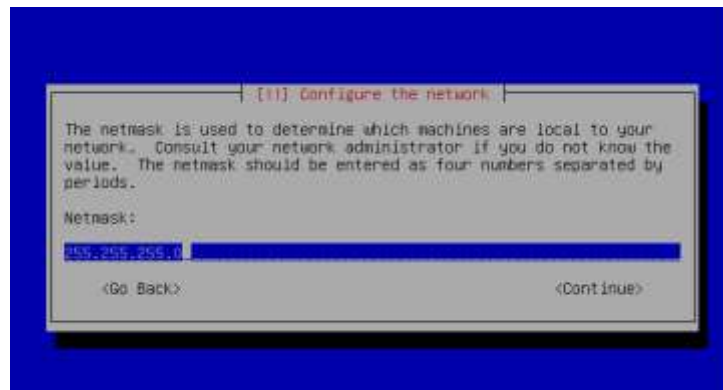 [!!] Configure the network
The netmask is used to determine which machines are local to your
network.  Consult your network administrator if you do not know the
value.  The netmask should be entered as four numbers separated by
periods.
Netmask:
255.255.255.0
<Go Back> <Continue>